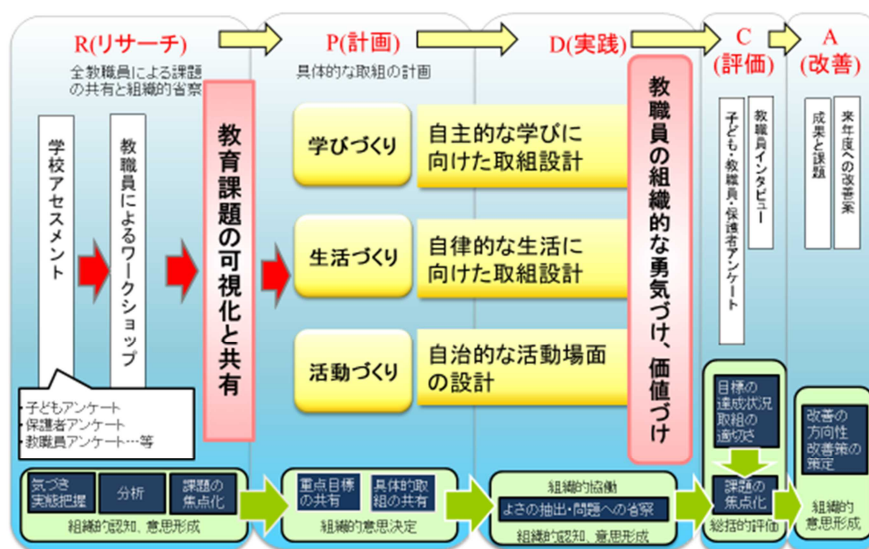 R(リサーチ)
P(計画)
D(実践)
C
(評価)
A
(改善)
全教職員による課題
の共有と組織的省察
具体的な取組の計画
学校アセスメント
教職員によるワークショップ
教育課題の可視化と共有
学びづくり
自主的な学びに
向けた取組設計
生活づくり
自律的な生活に
向けた取組設計
活動づくり
自治的な活動場面
の設計
教職員の組織的な勇気づけ、価値づけ
教職員インタビュー
子ども・教職員・保護者アンケート
来年度への改善案
成果と課題
・子どもアンケート
・保護者アンケート
・教職員アンケート…等
気づき
実態把握
分析
課題の
焦点化
組織的認知、意思形成
重点目標
の共有
具体的取
組の共有
組織的意思決定
組織的協働
よさの抽出・問題への省察
組織的認知、意思形成
目標の
達成状況
取組の
適切さ
課題の
焦点化
総括的評価
改善の
方向性
改善策の
策定
組織的
意思形成